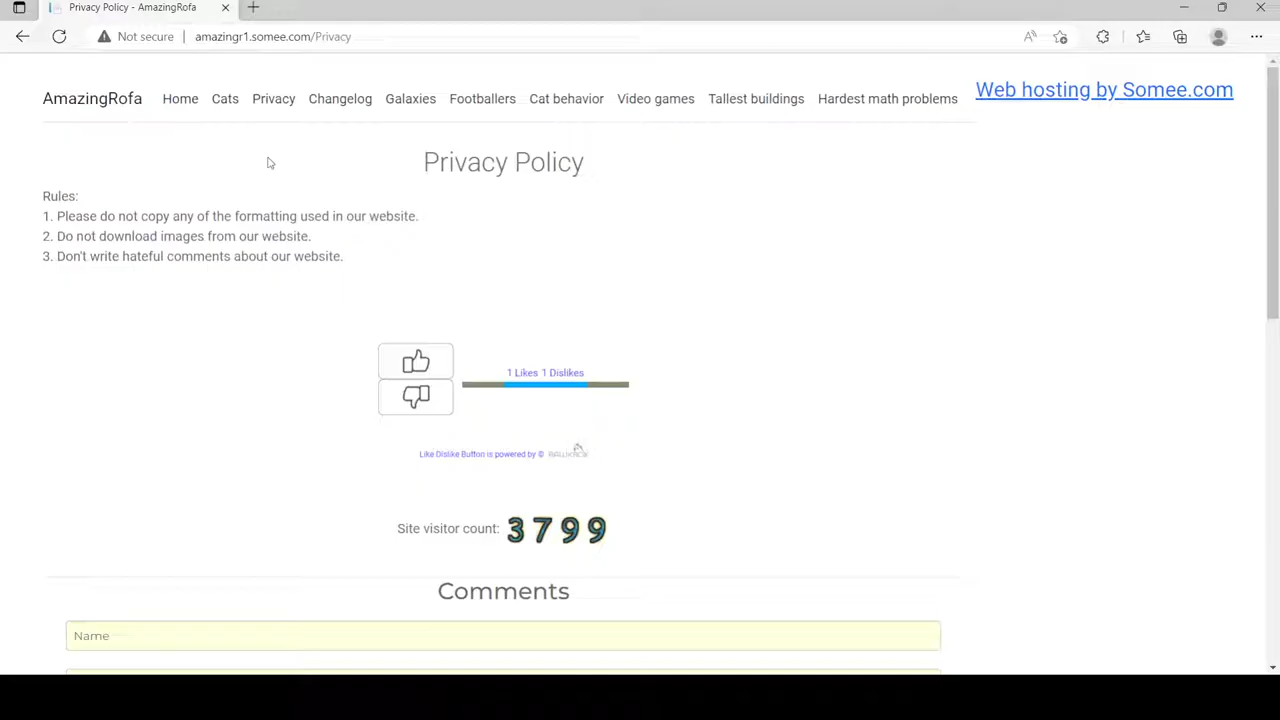 Privacy Policy - AmazingRofa
Not secure
amazingr1.somee.com/Privacy
AmazingRofa Home Cats Privacy Changelog Galaxies Footballers Cat behavior Video games Tallest buildings Hardest math problems
Web hosting by Somee.com
Privacy Policy
Rules:
1. Please do not copy any of the formatting used in our website.
2. Do not download images from our website.
3. Don't write hateful comments about our website.
1 Likes 1 Dislikes
Like Dislike Button is powered by ©
Site visitor count: 3799
Comments
Name